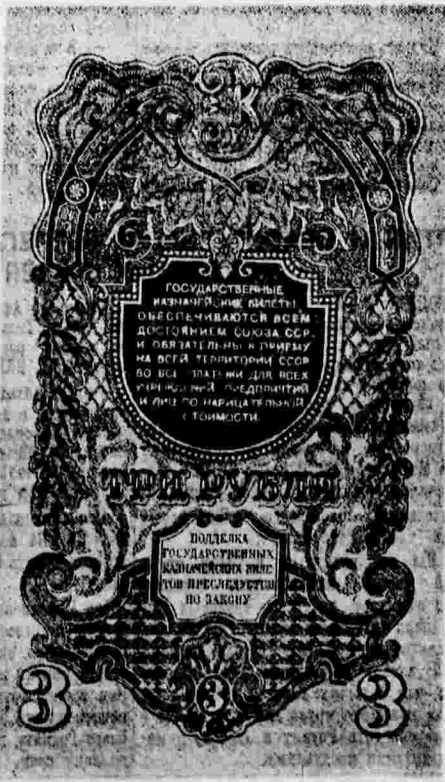 К
ГОСУДАРСТВЕННЫЕ
КАЗНАЧЕЙСКИЕ БИЛЕТЫ
ОБЕСПЕЧИВАЮТСЯ ВСЕМ
ДОСТОЯНИЕМ СОЮЗА ССР
И ОБЯЗАТЕЛЬНЫ К ПРИЕМУ
НА ВСЕЙ ТЕРРИТОРИИ СССР
ВО ВСЕ ПЛАТЕЖИ ДЛЯ ВСЕХ
УЧРЕЖДЕНИЙ, ПРЕДПРИЯТИЙ
И ЛИЦ ПО НАРИЦАТЕЛЬНОЙ
СТОИМОСТИ.
ТРИ РУБЛЯ
ПОДДЕЛКА
ГОСУДАРСТВЕННЫХ
КАЗНАЧЕЙСКИХ БИЛЕ
ТОВ ПРЕСЛЕДУЕТСЯ
ПО ЗАКОНУ
3 3 3